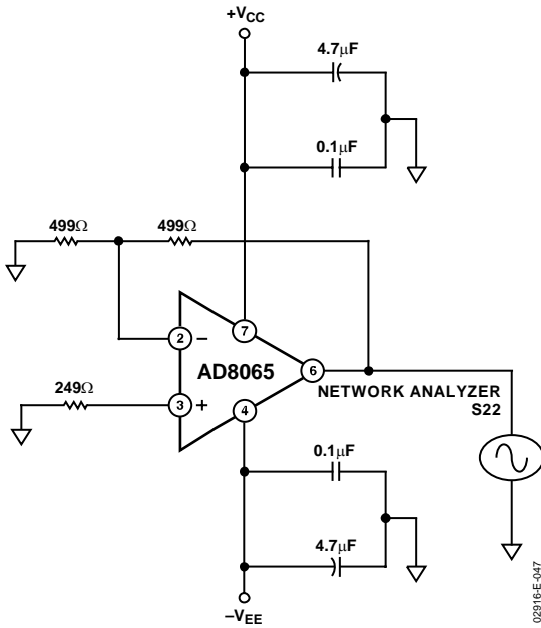 +VCC
4.7µF
0.1µF
499Ω
499Ω
7
2
–
AD8065
6
NETWORK ANALYZER
S22
249Ω
3
+
4
0.1µF
4.7µF
–VEE
02916-E-047